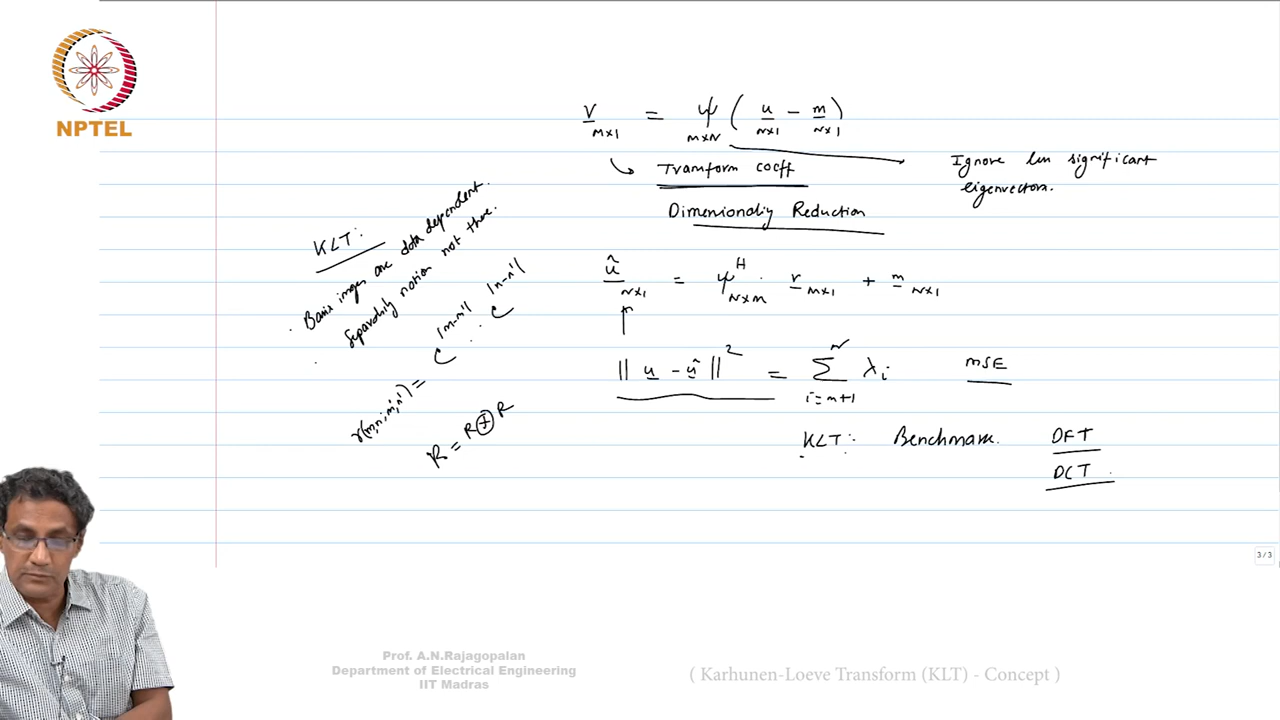 NPTEL
V = ψ ( u - m )
m×1 m×N N×1 N×1
Transform coeff
Ignore less significant
eigenvectors.
Dimensionality Reduction
KLT:
. Basis images are data dependent.
. Separability notion not there.
û N×1 = ψ^H N×m v m×1 + m N×1
|| u - û ||² = Σ λi MSE
N
i=m+1
r(m,n;m',n') = C^|m-m'| . C^|n-n'|
R = R ⊗ R
KLT: Benchmark. DFT
DCT
3/3
Prof. A.N.Rajagopalan
Department of Electrical Engineering
IIT Madras
( Karhunen-Loeve Transform (KLT) - Concept )